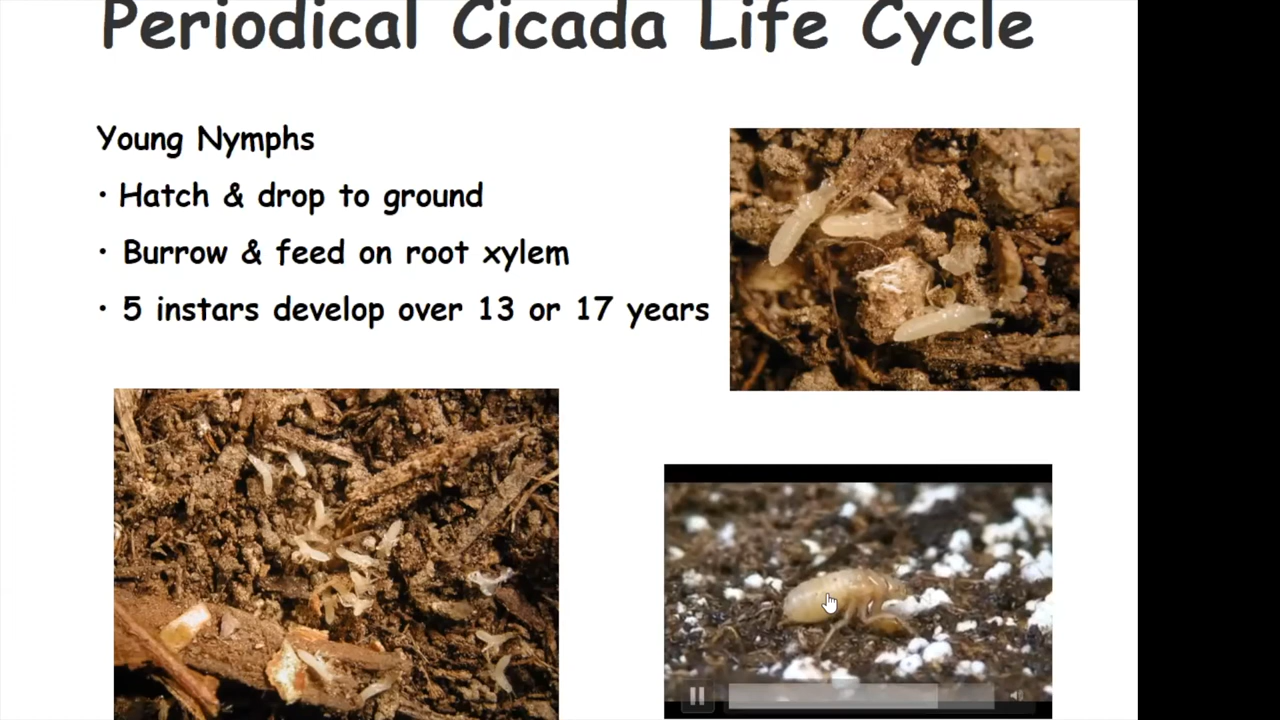 Periodical Cicada Life Cycle
Young Nymphs
• Hatch & drop to ground
• Burrow & feed on root xylem
• 5 instars develop over 13 or 17 years